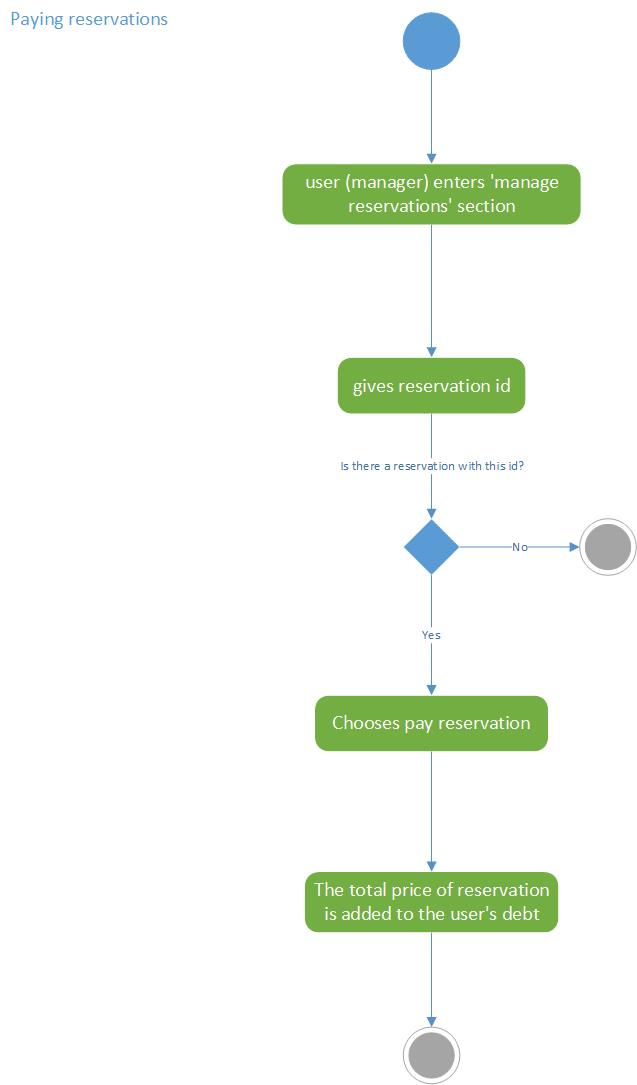 Paying reservations
user (manager) enters 'manage
reservations' section
gives reservation id
Is there a reservation with this id?
No
Yes
Chooses pay reservation
The total price of reservation
is added to the user's debt